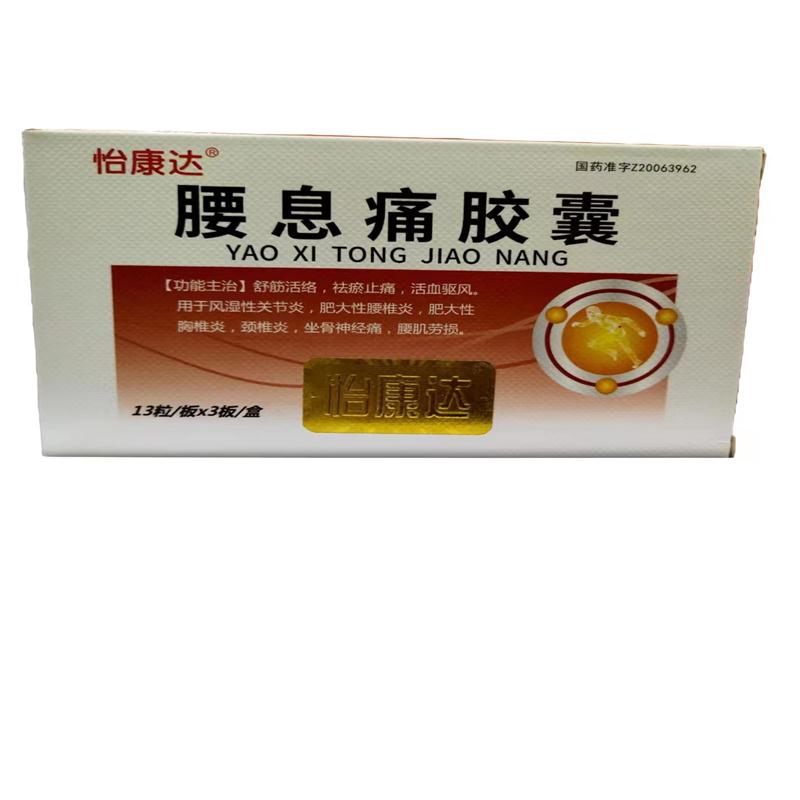 怡康达®
国药准字Z20063962
腰息痛胶囊
YAO XI TONG JIAO NANG
【功能主治】舒筋活络，祛瘀止痛，活血驱风。
用于风湿性关节炎，肥大性腰椎炎，肥大性
胸椎炎，颈椎炎，坐骨神经痛，腰肌劳损。
怡康达
13粒/板x3板/盒